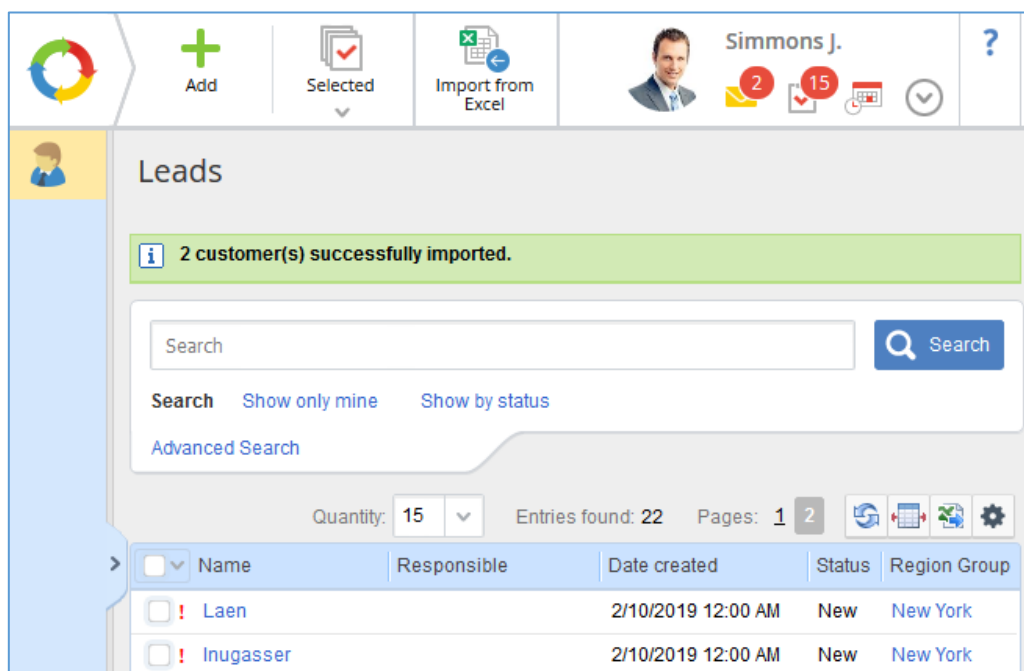 Simmons J.
?
Add
Selected
Import from
Excel
2
15
Leads
i
2 customer(s) successfully imported.
Search
Search
Search Show only mine Show by status
Advanced Search
Quantity: 15 Entries found: 22 Pages: 1 2
Name Responsible Date created Status Region Group
! Laen 2/10/2019 12:00 AM New New York
! Inugasser 2/10/2019 12:00 AM New New York